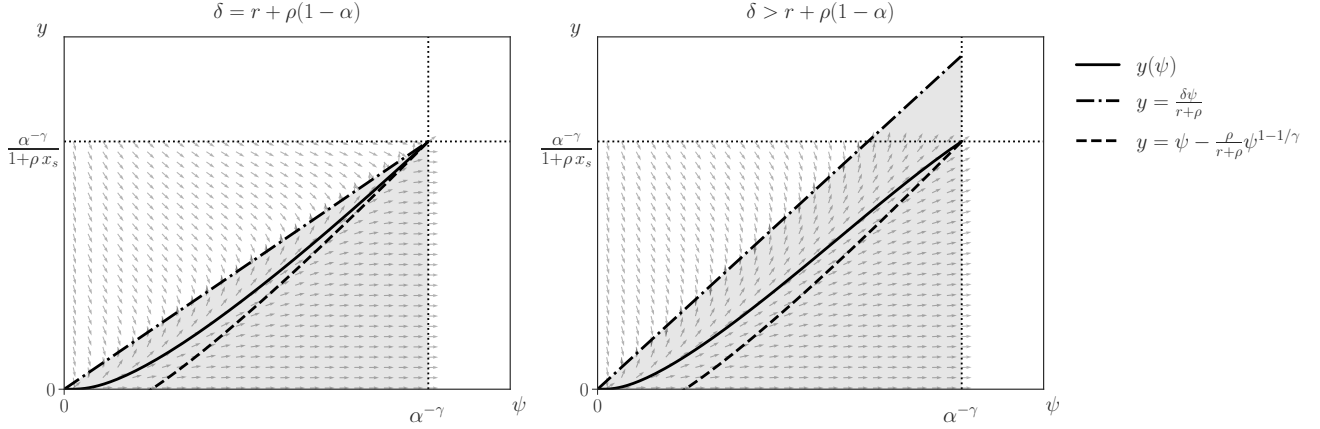 δ = r + ρ(1 − α)
y
α^{−γ}/(1+ρ x_s)
0
0
α^{−γ}
ψ
δ > r + ρ(1 − α)
y
α^{−γ}/(1+ρ x_s)
0
0
α^{−γ}
ψ
y(ψ)
y = δψ/(r+ρ)
y = ψ − ρ/(r+ρ) ψ^{1−1/γ}